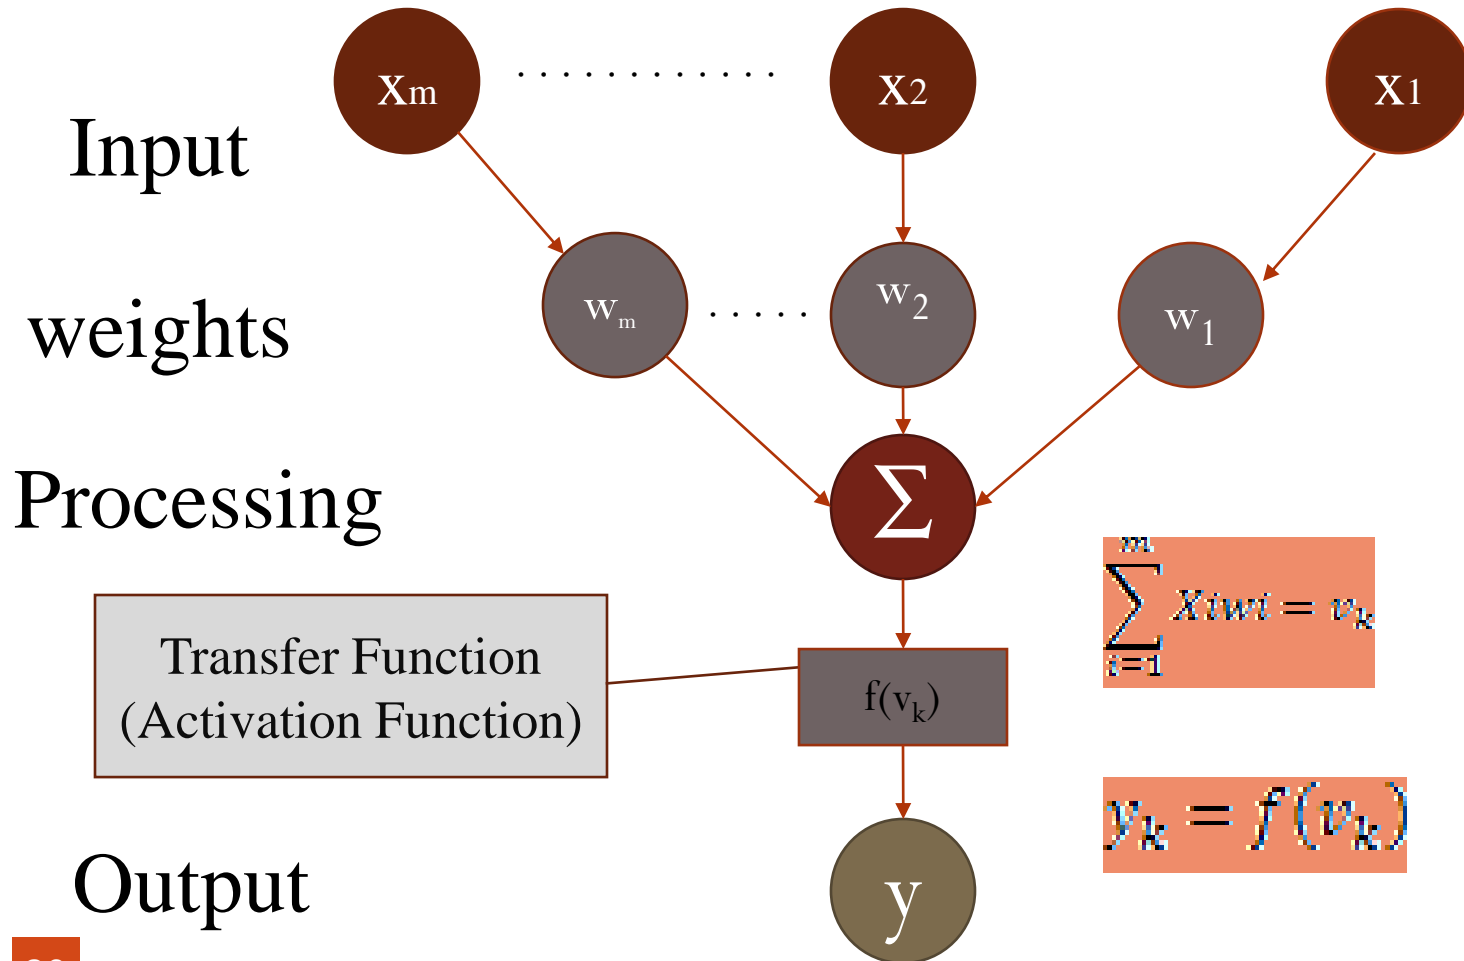 xm ............ x2 x1
Input
wm ..... w2 w1
weights
Processing
Σ
m
∑ xiwi = vk
i=1
Transfer Function
(Activation Function)
f(vk)
yk = f(vk)
Output
y